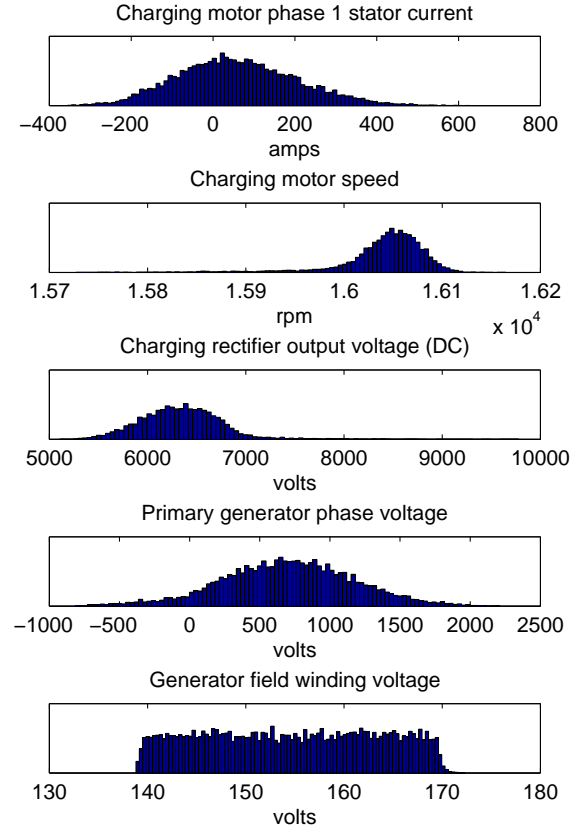 Charging motor phase 1 stator current
−400 −200 0 200 400 600 800
amps
Charging motor speed
1.57 1.58 1.59 1.6 1.61 1.62
rpm
x 10^4
Charging rectifier output voltage (DC)
5000 6000 7000 8000 9000 10000
volts
Primary generator phase voltage
−1000 −500 0 500 1000 1500 2000 2500
volts
Generator field winding voltage
130 140 150 160 170 180
volts